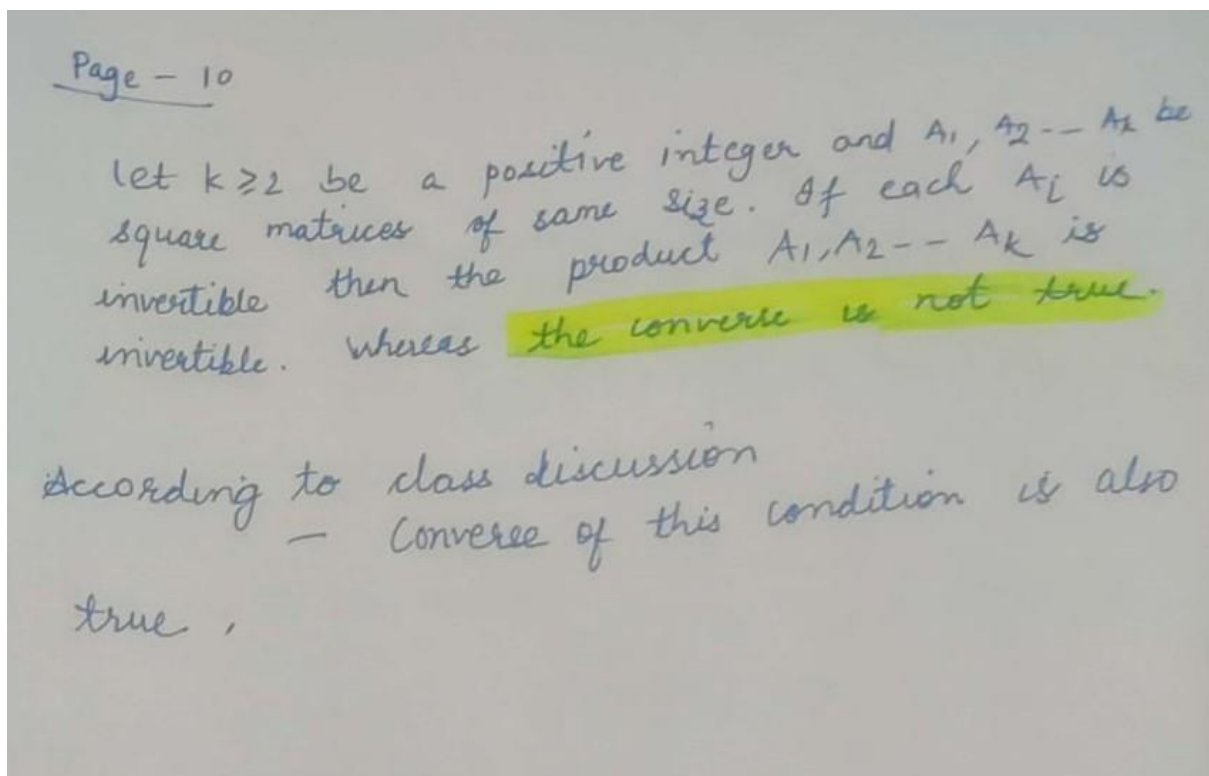 Page - 10
let k ≥ 2 be a positive integer and A1, A2 -- Ak be
square matrices of same size. If each Ai is
invertible then the product A1, A2 -- Ak is
invertible. whereas the converse is not true.
According to class discussion
- Converse of this condition is also
true.